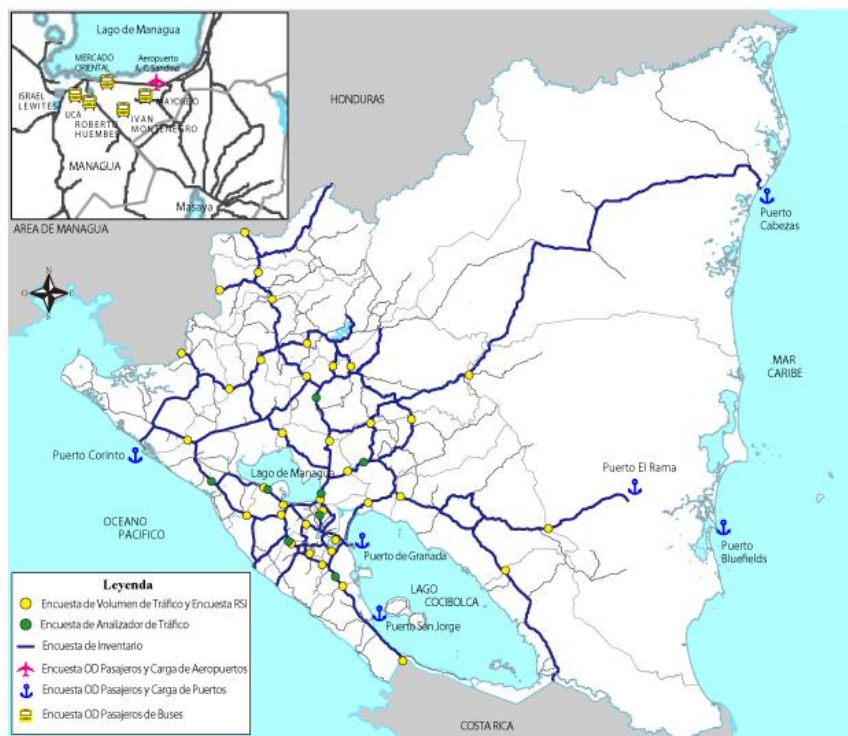 Lago de Managua
MERCADO
ORIENTAL
Aeropuerto
A. C. Sandino
ISRAEL
LEWITES
UCA
ROBERTO
HUEMBES
IVAN
MONTENEGRO
MAYOREO
MANAGUA
Masaya
AREA DE MANAGUA
HONDURAS
N
O
E
S
Puerto
Cabezas
MAR
CARIBE
Puerto Corinto
Lago de Managua
Puerto El Rama
OCEANO
PACIFICO
Puerto de Granada
Puerto
Bluefields
LAGO
COCIBOLCA
Puerto San Jorge
COSTA RICA
Leyenda
Encuesta de Volumen de Tráfico y Encuesta RSI
Encuesta de Analizador de Tráfico
Encuesta de Inventario
Encuesta OD Pasajeros y Carga de Aeropuertos
Encuesta OD Pasajeros y Carga de Puertos
Encuesta OD Pasajeros de Buses